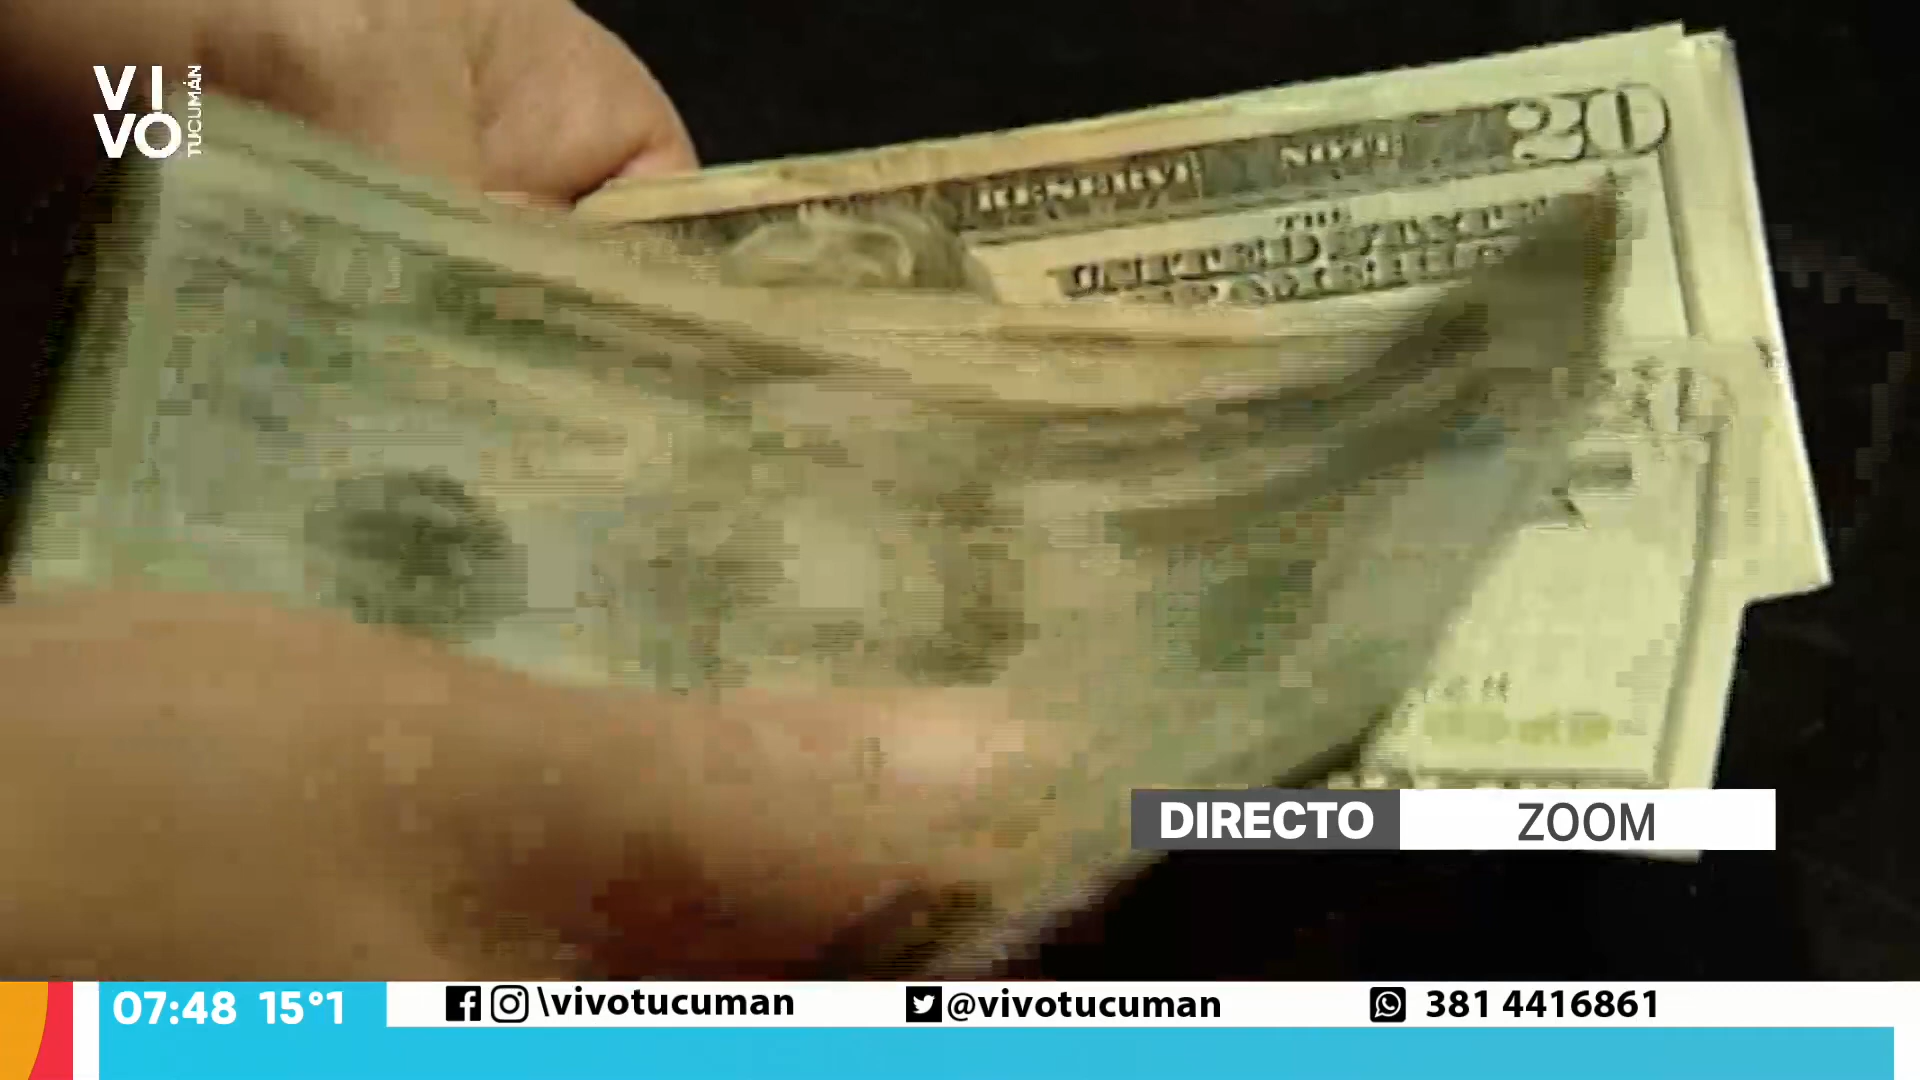 VI
VO
TUCUMÁN
20
RESERVE NOTE
THE
UNITED STATES
DIRECTO ZOOM
07:48 15°1 \vivotucuman @vivotucuman 381 4416861